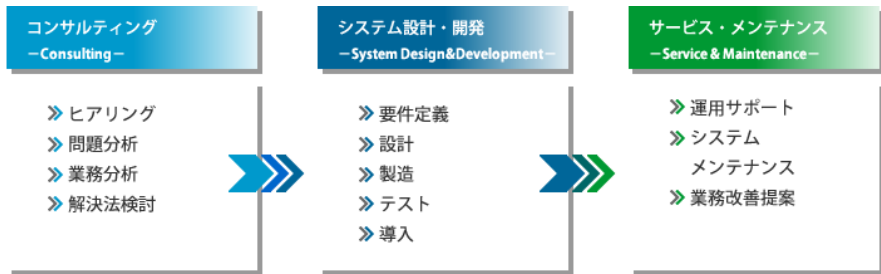 コンサルティング
－Consulting－
ヒアリング
問題分析
業務分析
解決法検討
システム設計・開発
－System Design&Development－
要件定義
設計
製造
テスト
導入
サービス・メンテナンス
－Service & Maintenance－
運用サポート
システム
メンテナンス
業務改善提案